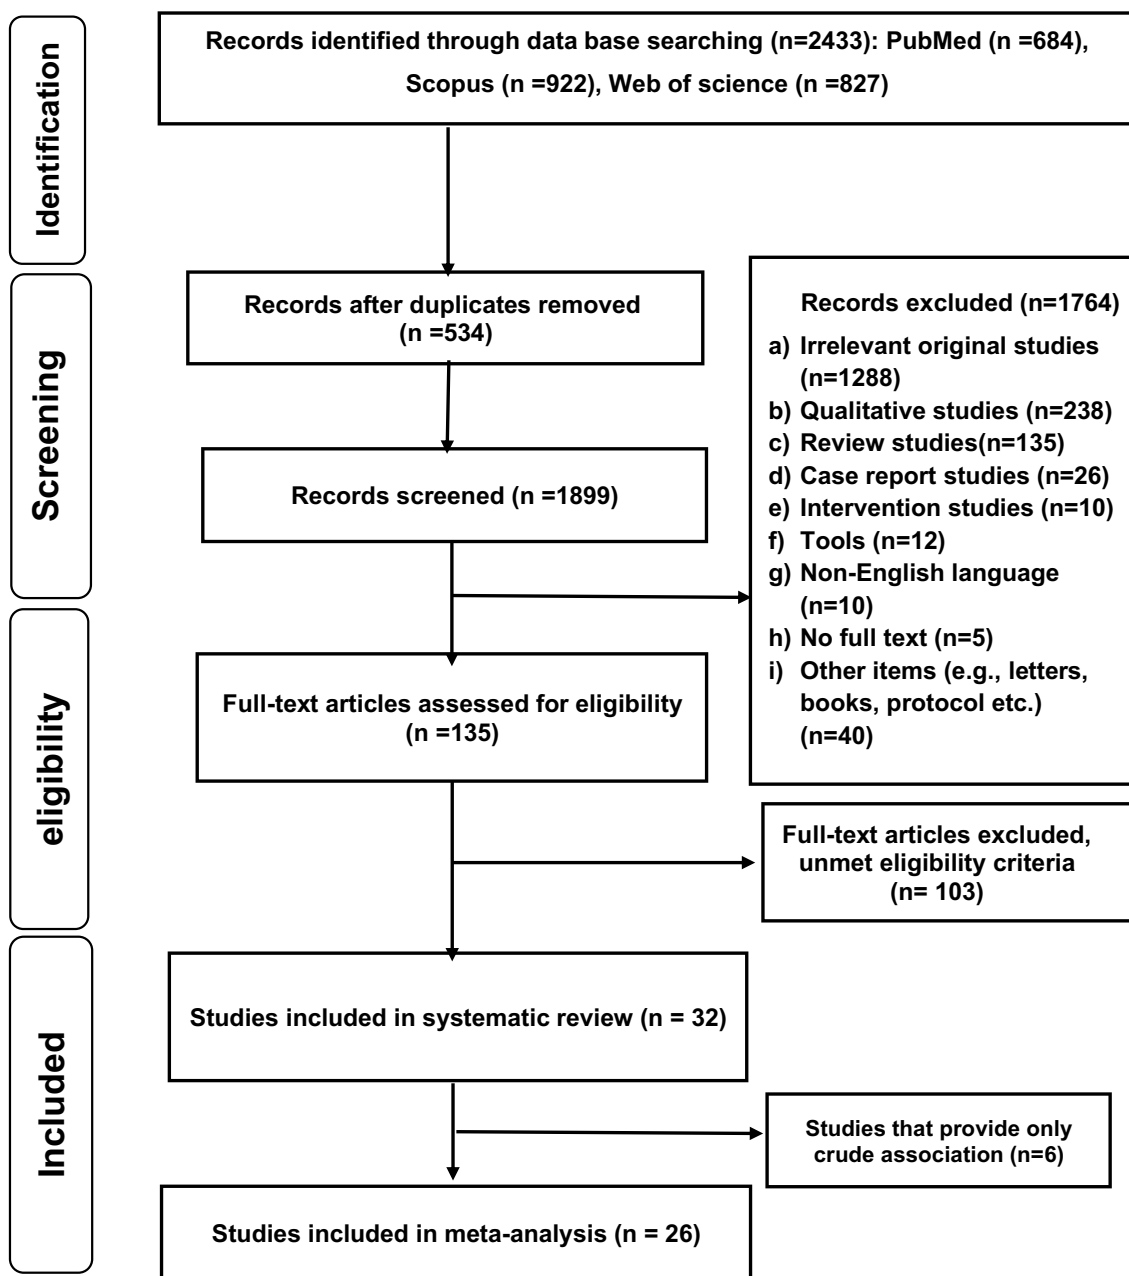 Identification
Records identified through data base searching (n=2433): PubMed (n =684),
Scopus (n =922), Web of science (n =827)
Screening
Records after duplicates removed
(n =534)
Records excluded (n=1764)
a) Irrelevant original studies
(n=1288)
b) Qualitative studies (n=238)
c) Review studies(n=135)
d) Case report studies (n=26)
e) Intervention studies (n=10)
f) Tools (n=12)
g) Non-English language
(n=10)
h) No full text (n=5)
i) Other items (e.g., letters,
books, protocol etc.)
(n=40)
Records screened (n =1899)
eligibility
Full-text articles assessed for eligibility
(n =135)
Full-text articles excluded,
unmet eligibility criteria
(n= 103)
Included
Studies included in systematic review (n = 32)
Studies that provide only
crude association (n=6)
Studies included in meta-analysis (n = 26)